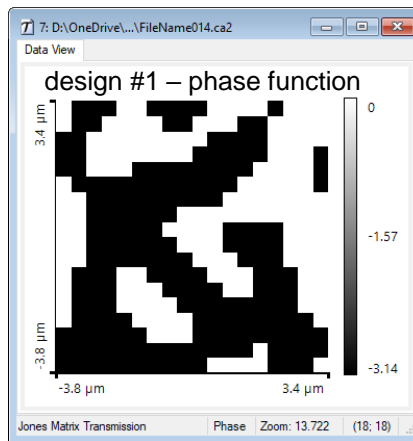 7: D:\OneDrive\...\FileName014.ca2
Data View
design #1 – phase function
3.4 µm
-3.8 µm
-3.8 µm
3.4 µm
0
-1.57
-3.14
Jones Matrix Transmission
Phase
Zoom: 13.722
(18; 18)